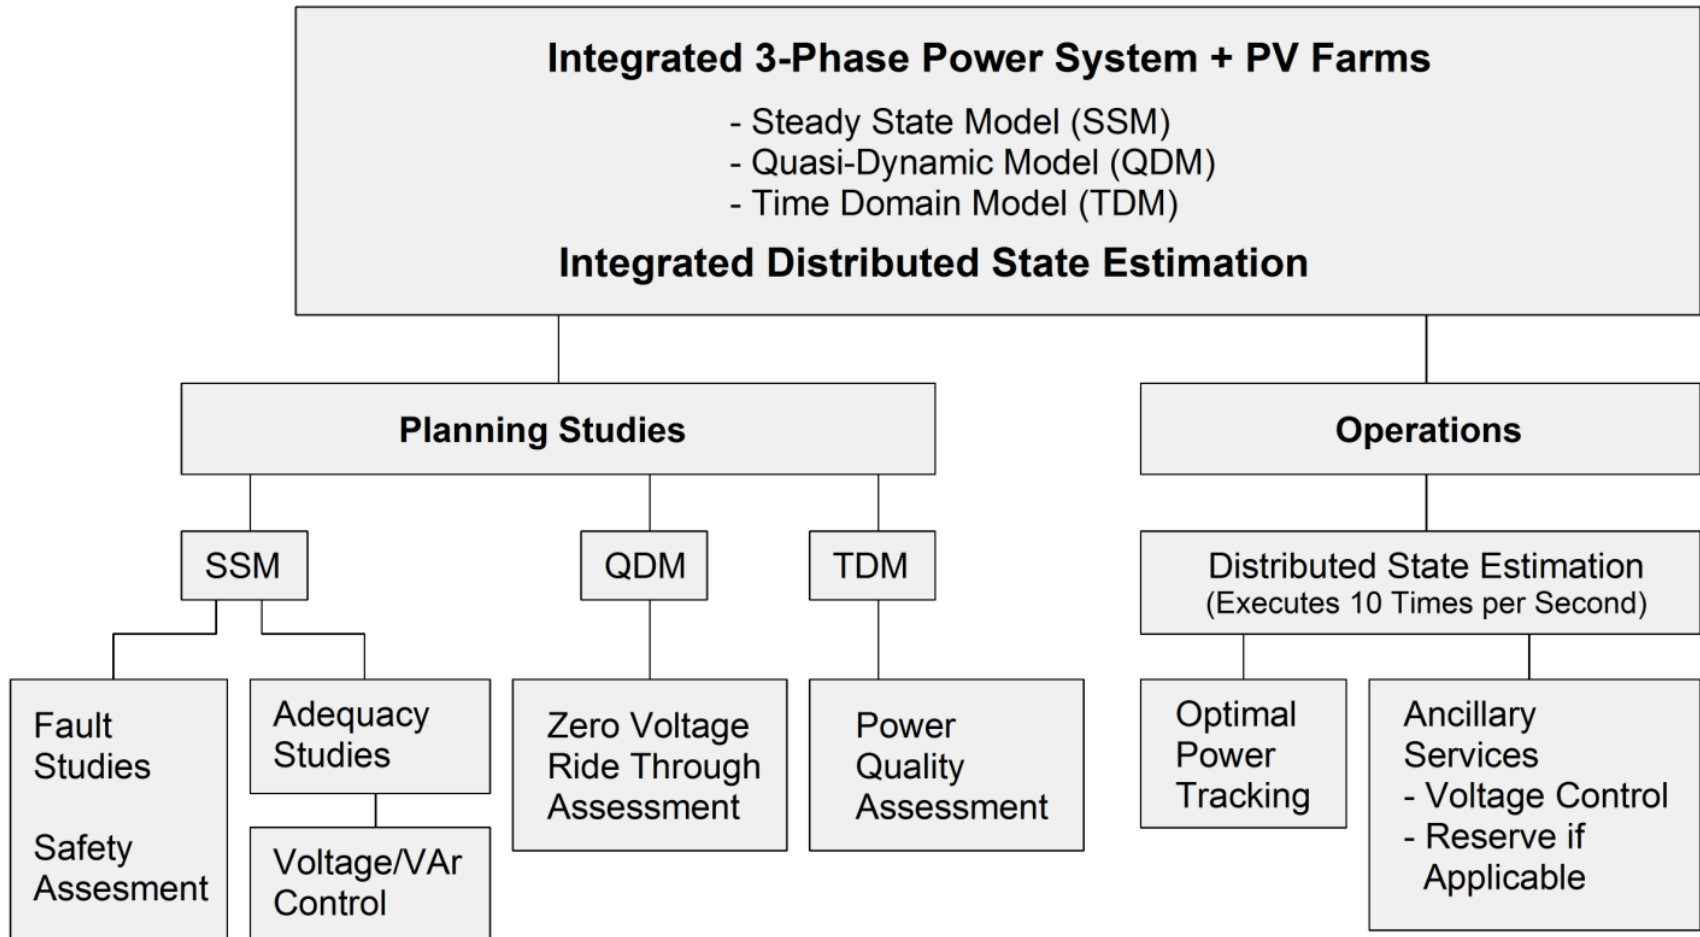 Integrated 3-Phase Power System + PV Farms
- Steady State Model (SSM)
- Quasi-Dynamic Model (QDM)
- Time Domain Model (TDM)
Integrated Distributed State Estimation
Planning Studies
Operations
SSM
QDM
TDM
Distributed State Estimation
(Executes 10 Times per Second)
Fault
Studies
Safety
Assesment
Adequacy
Studies
Voltage/VAr
Control
Zero Voltage
Ride Through
Assessment
Power
Quality
Assessment
Optimal
Power
Tracking
Ancillary
Services
- Voltage Control
- Reserve if
Applicable